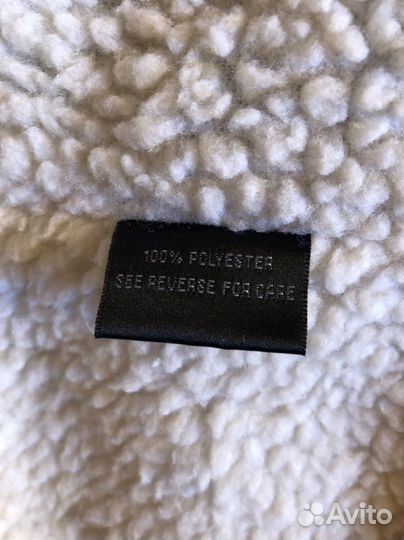 100% POLYESTER
SEE REVERSE FOR CARE
Avito